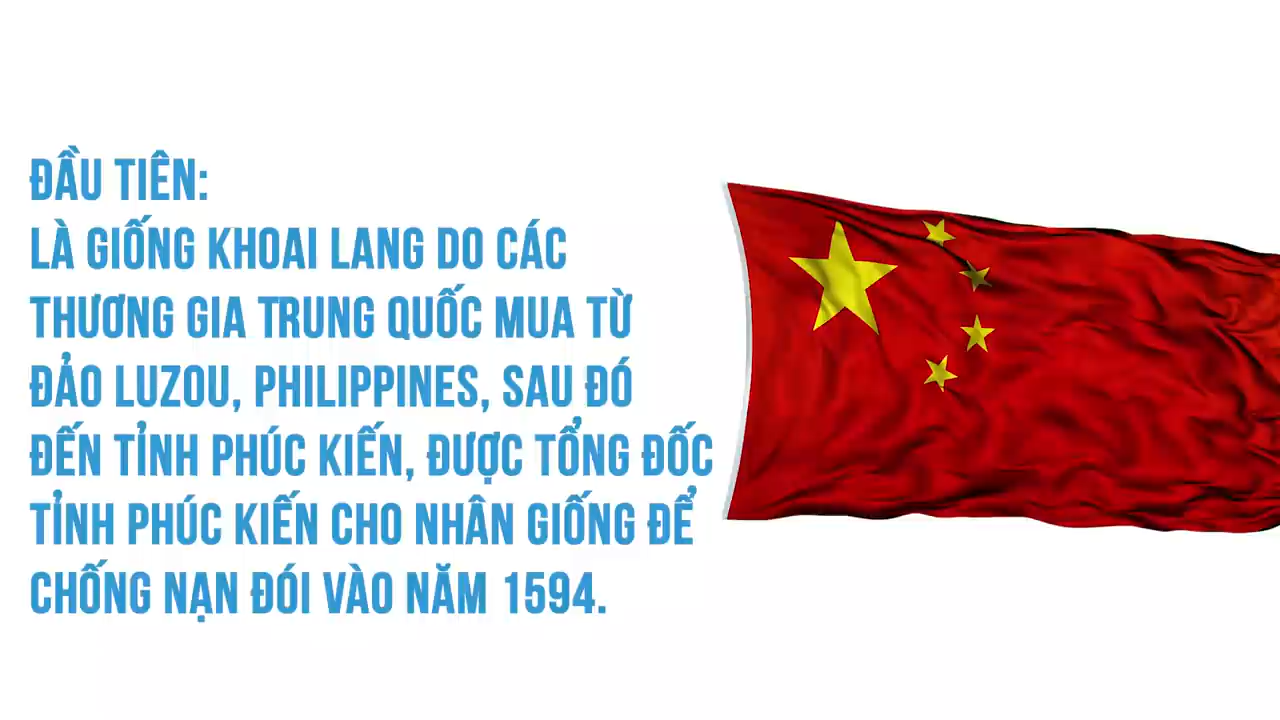 ĐẦU TIÊN:
LÀ GIỐNG KHOAI LANG DO CÁC
THƯƠNG GIA TRUNG QUỐC MUA TỪ
ĐẢO LUZOU, PHILIPPINES, SAU ĐÓ
ĐẾN TỈNH PHÚC KIẾN, ĐƯỢC TỔNG ĐỐC
TỈNH PHÚC KIẾN CHO NHÂN GIỐNG ĐỂ
CHỐNG NẠN ĐÓI VÀO NĂM 1594.